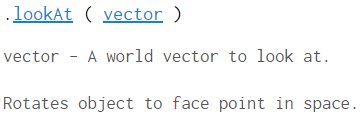 .lookAt ( vector )
vector – A world vector to look at.
Rotates object to face point in space.